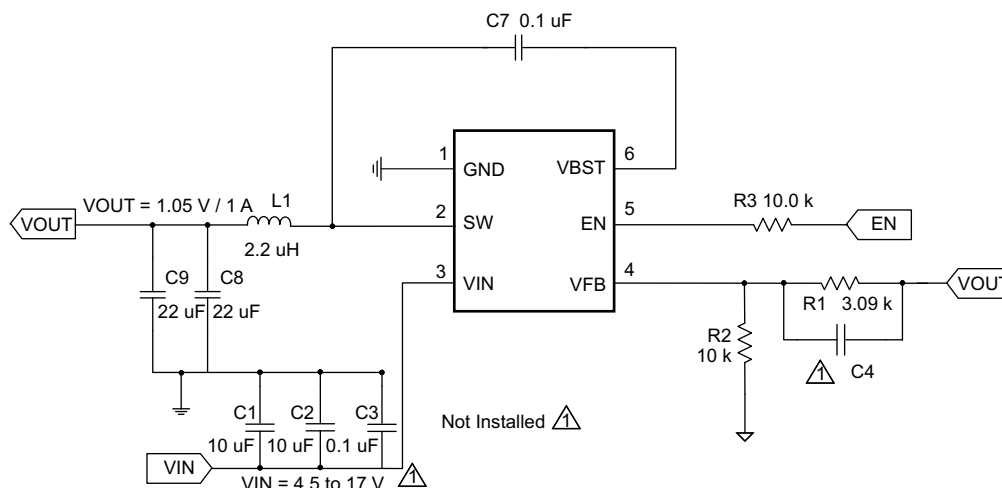 C7 0.1 uF
1
GND
VBST
6
VOUT = 1.05 V / 1 A
L1
VOUT
2
SW
EN
5
R3 10.0 k
EN
2.2 uH
3
VIN
VFB
4
VOUT
C9
C8
22 uF
22 uF
R1
3.09 k
R2
10 k
1
C4
C1
C2
C3
10 uF
10 uF
0.1 uF
Not Installed
1
VIN
VIN = 4.5 to 17 V
1